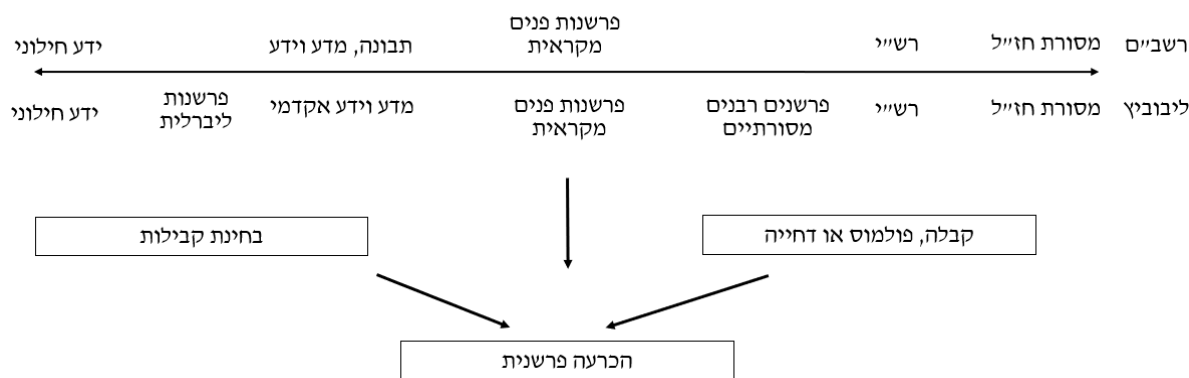 רשב״ם
מסורת חז״ל
רש״י
פרשנות פנים
מקראית
תבונה, מדע וידע
ידע חילוני
ליבוביץ
מסורת חז״ל
רש״י
פרשנים רבנים
מסורתיים
פרשנות פנים
מקראית
מדע וידע אקדמי
פרשנות
ליברלית
ידע חילוני
קבלה, פולמוס או דחייה
בחינת קבילות
הכרעה פרשנית